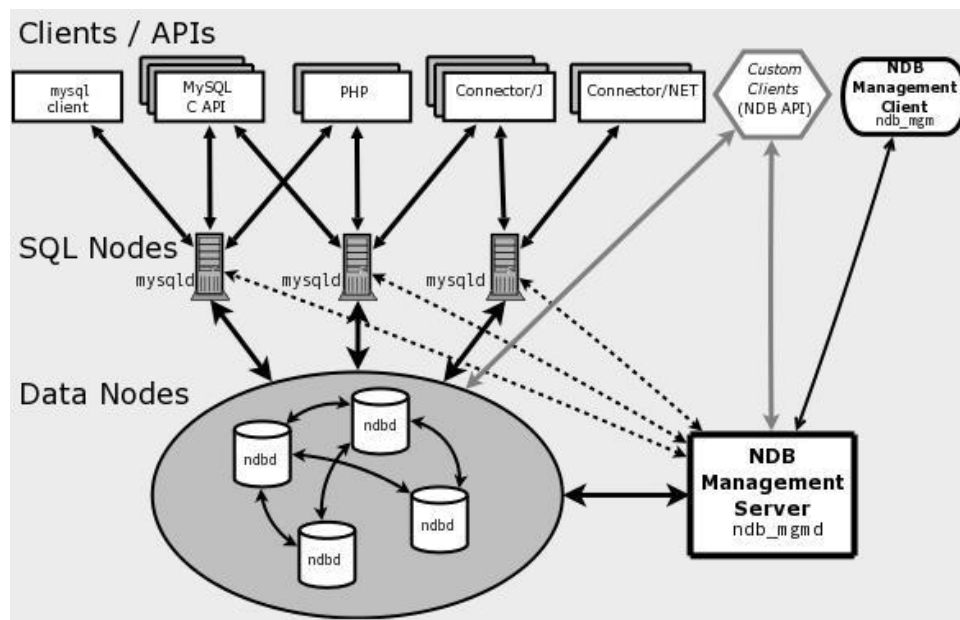 Clients / APIs
mysql
client
MySQL
C API
PHP
Connector/J
Connector/NET
Custom
Clients
(NDB API)
NDB
Management
Client
ndb_mgm
SQL Nodes
mysqld
mysqld
mysqld
Data Nodes
ndbd
ndbd
ndbd
ndbd
NDB
Management
Server
ndb_mgmd